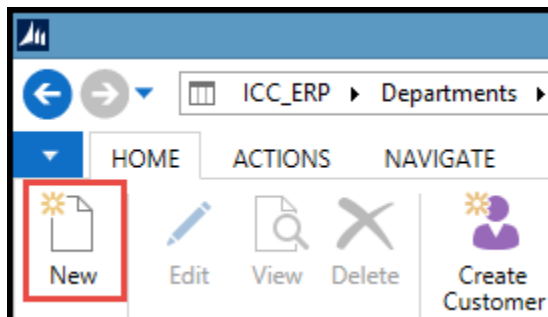 ICC_ERP ▸ Departments ▸
HOME ACTIONS NAVIGATE
New Edit View Delete Create
Customer